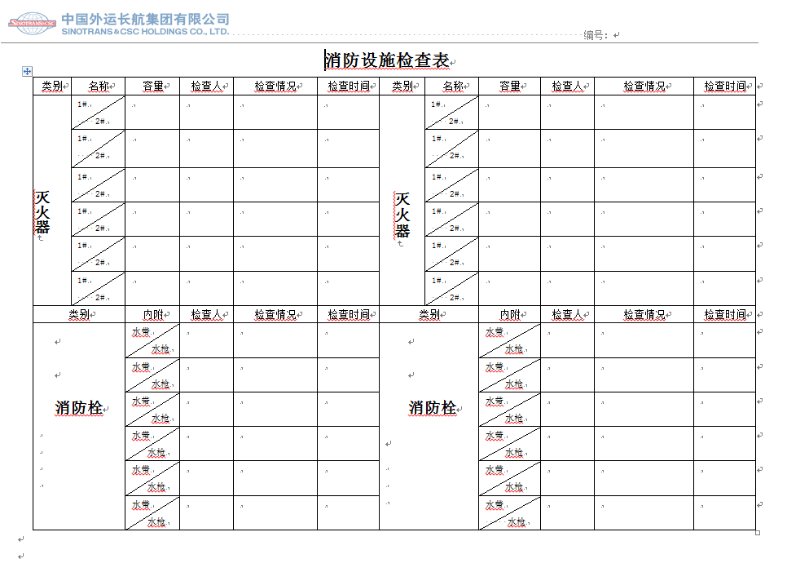 SINOTRANS
中国外运长航集团有限公司
SINOTRANS&CSC HOLDINGS CO., LTD.
编号：
消防设施检查表
类别 名称 容量 检查人 检查情况 检查时间 类别 名称 容量 检查人 检查情况 检查时间
灭火器 灭火器
1#. 1#.
2#. 2#.
1#. 1#.
2#. 2#.
1#. 1#.
2#. 2#.
1#. 1#.
2#. 2#.
1#. 1#.
2#. 2#.
1#. 1#.
2#. 2#.
类别 内附 检查人 检查情况 检查时间 类别 内附 检查人 检查情况 检查时间
消防栓 消防栓
水带 水带
水枪 水枪
水带 水带
水枪 水枪
水带 水带
水枪 水枪
水带 水带
水枪 水枪
水带 水带
水枪 水枪
水带 水带
水枪 水枪